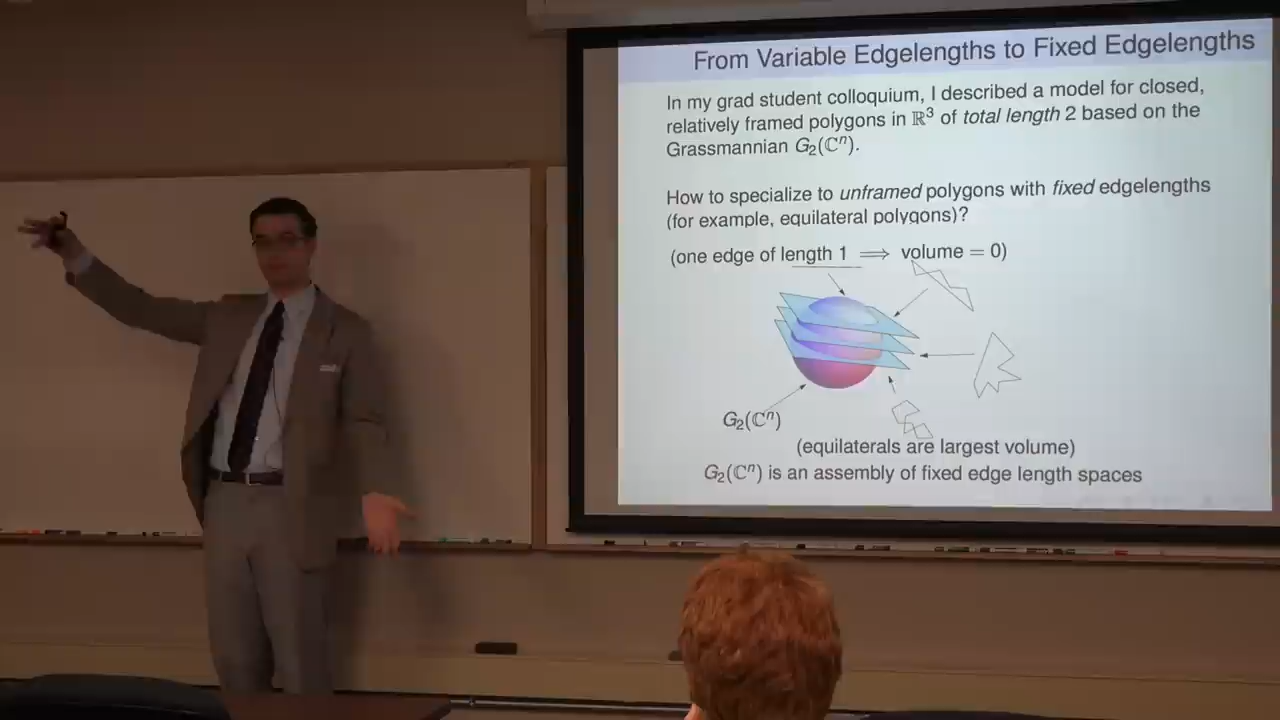 From Variable Edgelengths to Fixed Edgelengths
In my grad student colloquium, I described a model for closed,
relatively framed polygons in ℝ³ of total length 2 based on the
Grassmannian G₂(ℂⁿ).
How to specialize to unframed polygons with fixed edgelengths
(for example, equilateral polygons)?
(one edge of length 1 ⟹ volume = 0)
G₂(ℂⁿ)
(equilaterals are largest volume)
G₂(ℂⁿ) is an assembly of fixed edge length spaces